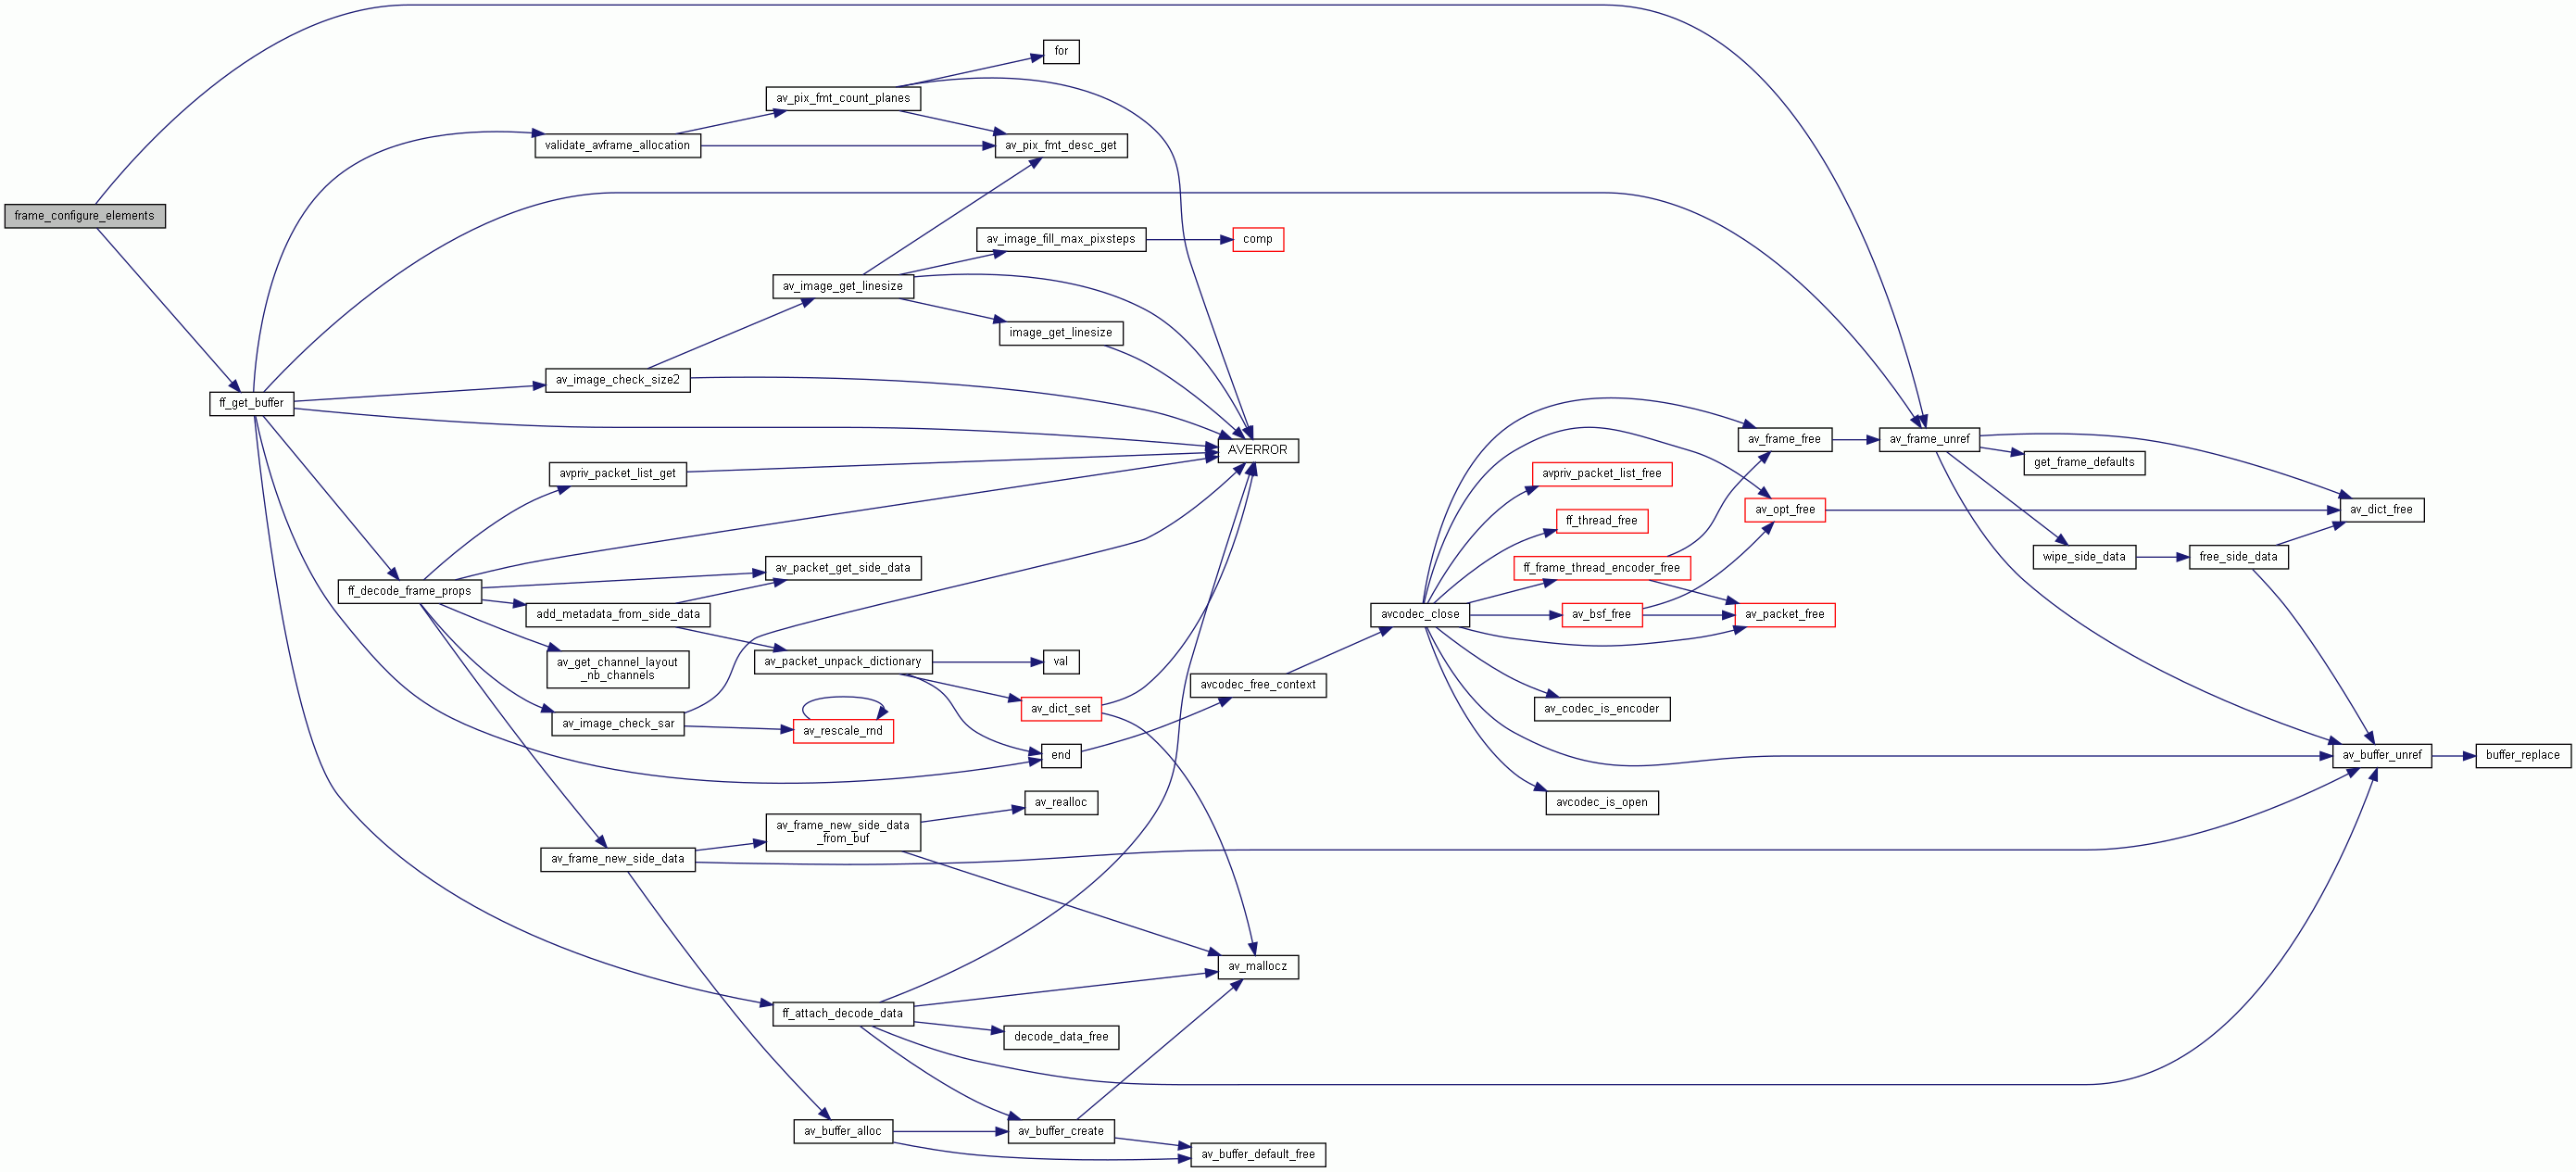 for
av_pix_fmt_count_planes
validate_avframe_allocation
av_pix_fmt_desc_get
frame_configure_elements
av_image_fill_max_pixsteps
comp
av_image_get_linesize
image_get_linesize
av_image_check_size2
ff_get_buffer
AVERROR
av_frame_free
av_frame_unref
get_frame_defaults
avpriv_packet_list_get
avpriv_packet_list_free
av_opt_free
av_dict_free
ff_thread_free
wipe_side_data
free_side_data
av_packet_get_side_data
ff_frame_thread_encoder_free
ff_decode_frame_props
add_metadata_from_side_data
avcodec_close
av_bsf_free
av_packet_free
av_get_channel_layout
_nb_channels
av_packet_unpack_dictionary
val
avcodec_free_context
av_dict_set
av_codec_is_encoder
av_image_check_sar
av_rescale_rnd
end
av_buffer_unref
buffer_replace
av_realloc
avcodec_is_open
av_frame_new_side_data
_from_buf
av_frame_new_side_data
av_mallocz
ff_attach_decode_data
decode_data_free
av_buffer_alloc
av_buffer_create
av_buffer_default_free